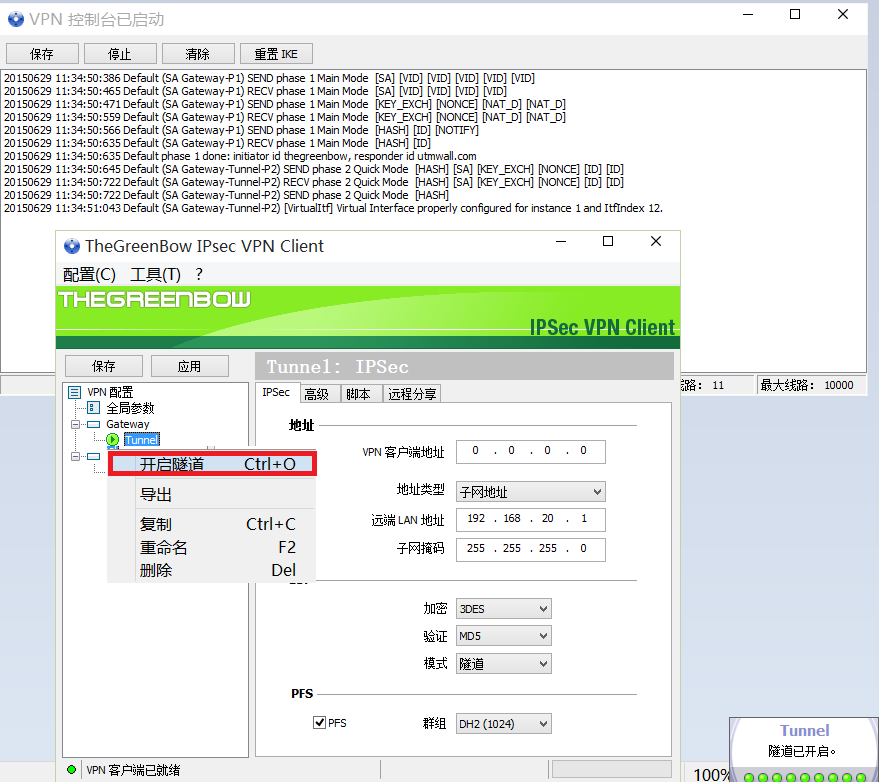 VPN 控制台已启动
保存 停止 清除 重置 IKE
20150629 11:34:50:386 Default (SA Gateway-P1) SEND phase 1 Main Mode [SA] [VID] [VID] [VID] [VID] [VID]
20150629 11:34:50:465 Default (SA Gateway-P1) RECV phase 1 Main Mode [SA] [VID] [VID] [VID] [VID]
20150629 11:34:50:471 Default (SA Gateway-P1) SEND phase 1 Main Mode [KEY_EXCH] [NONCE] [NAT_D] [NAT_D]
20150629 11:34:50:559 Default (SA Gateway-P1) RECV phase 1 Main Mode [KEY_EXCH] [NONCE] [NAT_D] [NAT_D]
20150629 11:34:50:566 Default (SA Gateway-P1) SEND phase 1 Main Mode [HASH] [ID] [NOTIFY]
20150629 11:34:50:635 Default (SA Gateway-P1) RECV phase 1 Main Mode [HASH] [ID]
20150629 11:34:50:635 Default phase 1 done: initiator id thegreenbow, responder id utmwall.com
20150629 11:34:50:645 Default (SA Gateway-Tunnel-P2) SEND phase 2 Quick Mode [HASH] [SA] [KEY_EXCH] [NONCE] [ID] [ID]
20150629 11:34:50:722 Default (SA Gateway-Tunnel-P2) RECV phase 2 Quick Mode [HASH] [SA] [KEY_EXCH] [NONCE] [ID] [ID]
20150629 11:34:50:722 Default (SA Gateway-Tunnel-P2) SEND phase 2 Quick Mode [HASH]
20150629 11:34:51:043 Default (SA Gateway-Tunnel-P2) [VirtualItf] Virtual Interface properly configured for instance 1 and ItfIndex 12.
TheGreenBow IPsec VPN Client
配置(C) 工具(T) ?
THEGREENBOW
IPSec VPN Client
保存 应用
Tunnel: IPSec
路: 11 最大线路: 10000
VPN 配置
全局参数
Gateway
Tunnel
开启隧道 Ctrl+O
导出
复制 Ctrl+C
重命名 F2
删除 Del
IPSec 高级 脚本 远程分享
地址
VPN 客户端地址 0 . 0 . 0 . 0
地址类型 子网地址
远端 LAN 地址 192 . 168 . 20 . 1
子网掩码 255 . 255 . 255 . 0
加密 3DES
验证 MD5
模式 隧道
PFS
PFS 群组 DH2 (1024)
VPN 客户端已就绪
100%
Tunnel
隧道已开启。